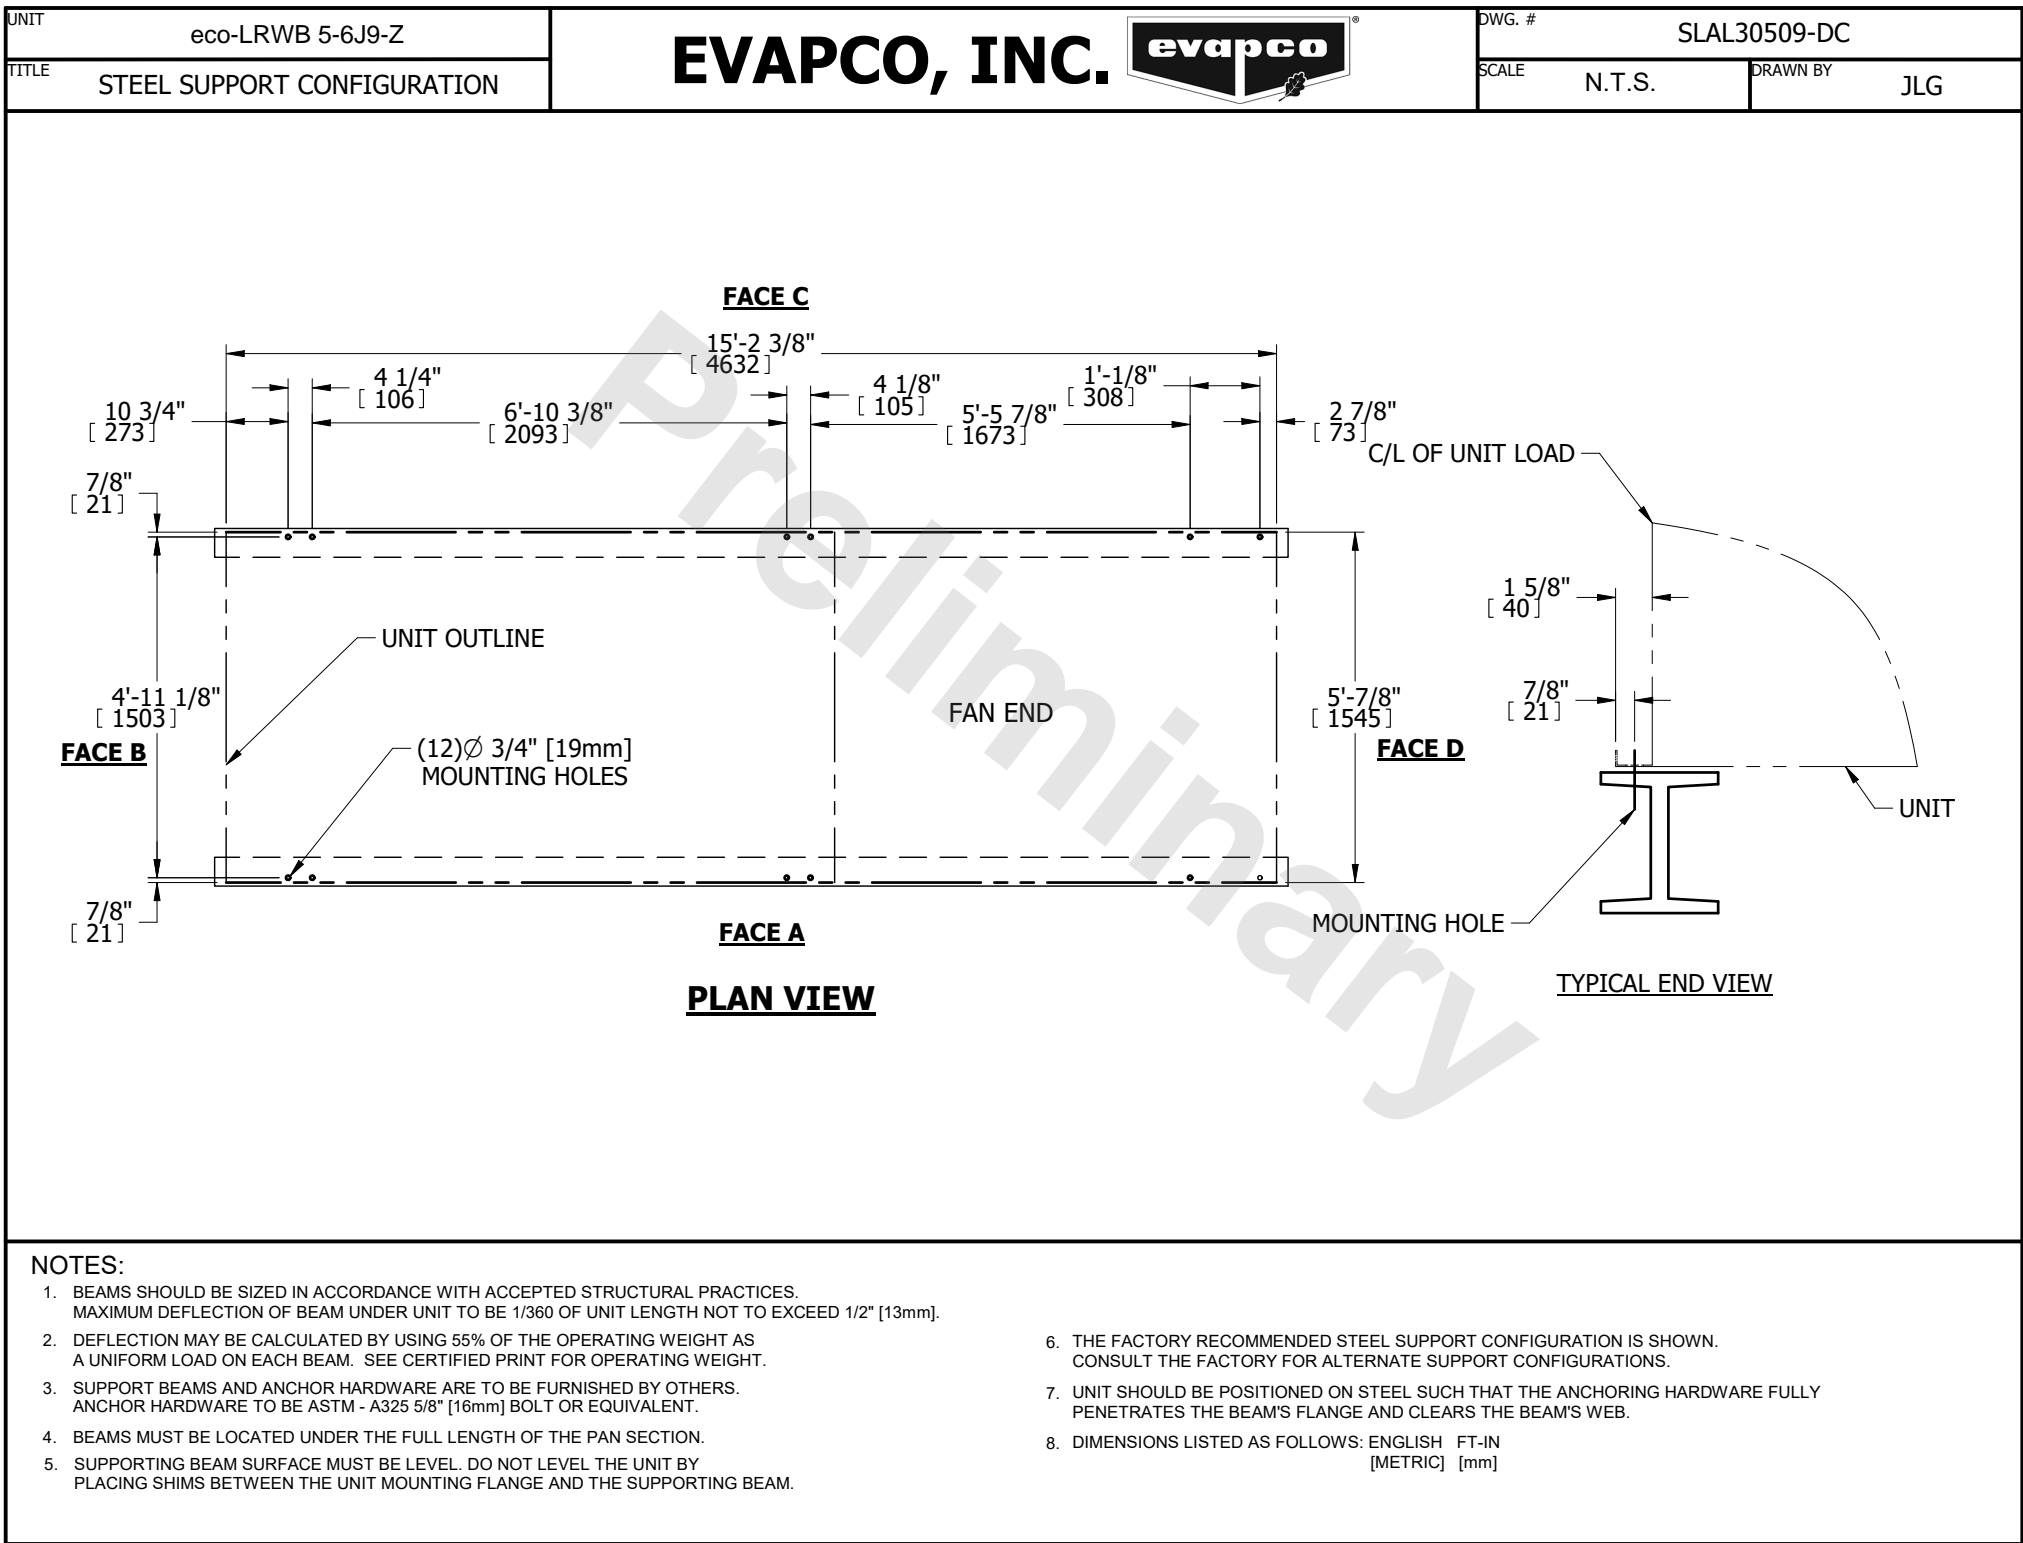 UNIT
eco-LRWB 5-6J9-Z
TITLE
STEEL SUPPORT CONFIGURATION
EVAPCO, INC.
evapco
®
DWG. #
SLAL30509-DC
SCALE
N.T.S.
DRAWN BY
JLG
FACE C
15'-2 3/8"
[ 4632 ]
10 3/4"
[ 273 ]
4 1/4"
[ 106 ]
6'-10 3/8"
[ 2093 ]
4 1/8"
[ 105 ]
5'-5 7/8"
[ 1673 ]
1'-1/8"
[ 308 ]
2 7/8"
[ 73 ]
7/8"
[ 21 ]
C/L OF UNIT LOAD
1 5/8"
[ 40 ]
UNIT OUTLINE
4'-11 1/8"
[ 1503 ]
FACE B
FAN END
5'-7/8"
[ 1545 ]
FACE D
7/8"
[ 21 ]
(12)∅ 3/4" [19mm]
MOUNTING HOLES
UNIT
7/8"
[ 21 ]
FACE A
MOUNTING HOLE
PLAN VIEW
TYPICAL END VIEW
Preliminary
NOTES:
1. BEAMS SHOULD BE SIZED IN ACCORDANCE WITH ACCEPTED STRUCTURAL PRACTICES.
MAXIMUM DEFLECTION OF BEAM UNDER UNIT TO BE 1/360 OF UNIT LENGTH NOT TO EXCEED 1/2" [13mm].
2. DEFLECTION MAY BE CALCULATED BY USING 55% OF THE OPERATING WEIGHT AS
A UNIFORM LOAD ON EACH BEAM. SEE CERTIFIED PRINT FOR OPERATING WEIGHT.
3. SUPPORT BEAMS AND ANCHOR HARDWARE ARE TO BE FURNISHED BY OTHERS.
ANCHOR HARDWARE TO BE ASTM - A325 5/8" [16mm] BOLT OR EQUIVALENT.
4. BEAMS MUST BE LOCATED UNDER THE FULL LENGTH OF THE PAN SECTION.
5. SUPPORTING BEAM SURFACE MUST BE LEVEL. DO NOT LEVEL THE UNIT BY
PLACING SHIMS BETWEEN THE UNIT MOUNTING FLANGE AND THE SUPPORTING BEAM.
6. THE FACTORY RECOMMENDED STEEL SUPPORT CONFIGURATION IS SHOWN.
CONSULT THE FACTORY FOR ALTERNATE SUPPORT CONFIGURATIONS.
7. UNIT SHOULD BE POSITIONED ON STEEL SUCH THAT THE ANCHORING HARDWARE FULLY
PENETRATES THE BEAM'S FLANGE AND CLEARS THE BEAM'S WEB.
8. DIMENSIONS LISTED AS FOLLOWS: ENGLISH FT-IN
[METRIC] [mm]